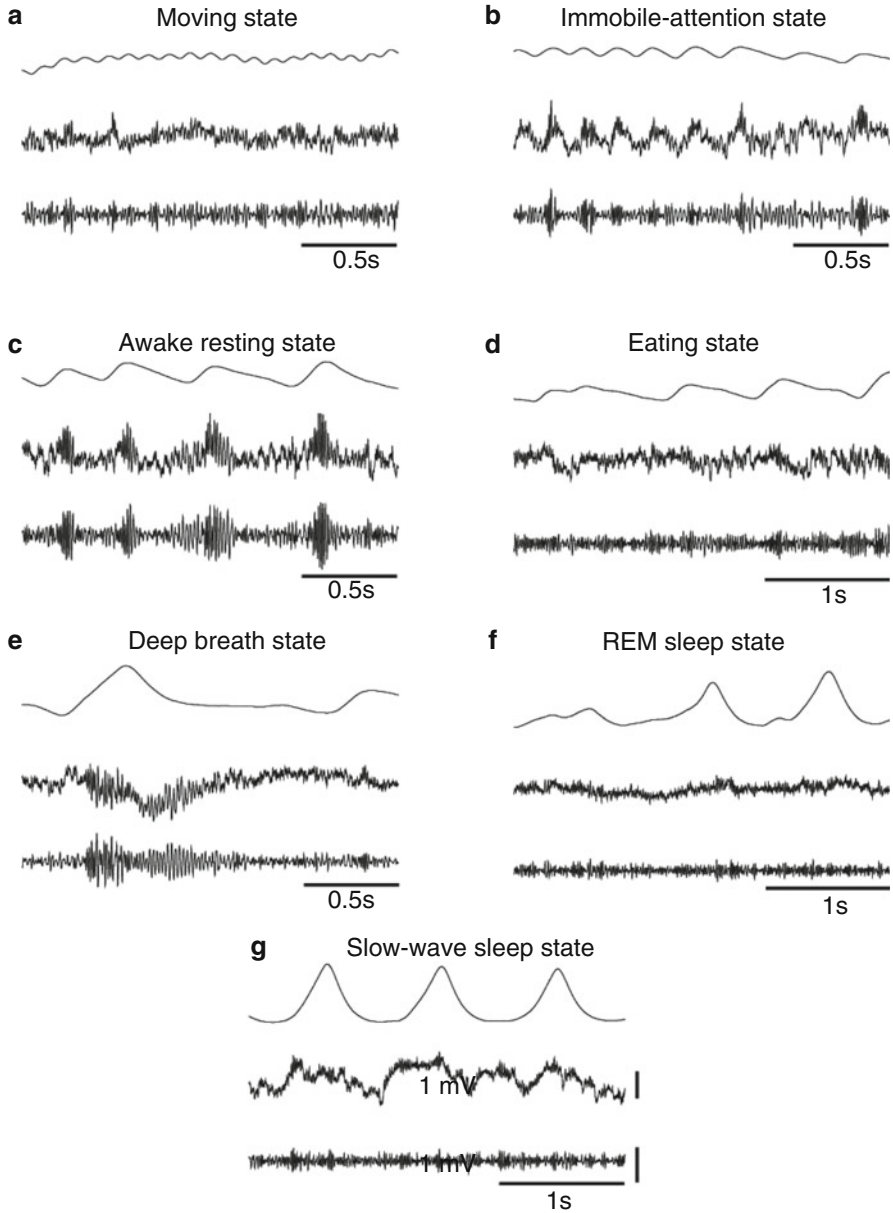 a Moving state
0.5s
b Immobile-attention state
0.5s
c Awake resting state
0.5s
d Eating state
1s
e Deep breath state
0.5s
f REM sleep state
1s
g Slow-wave sleep state
1 mV
1 mV
1s